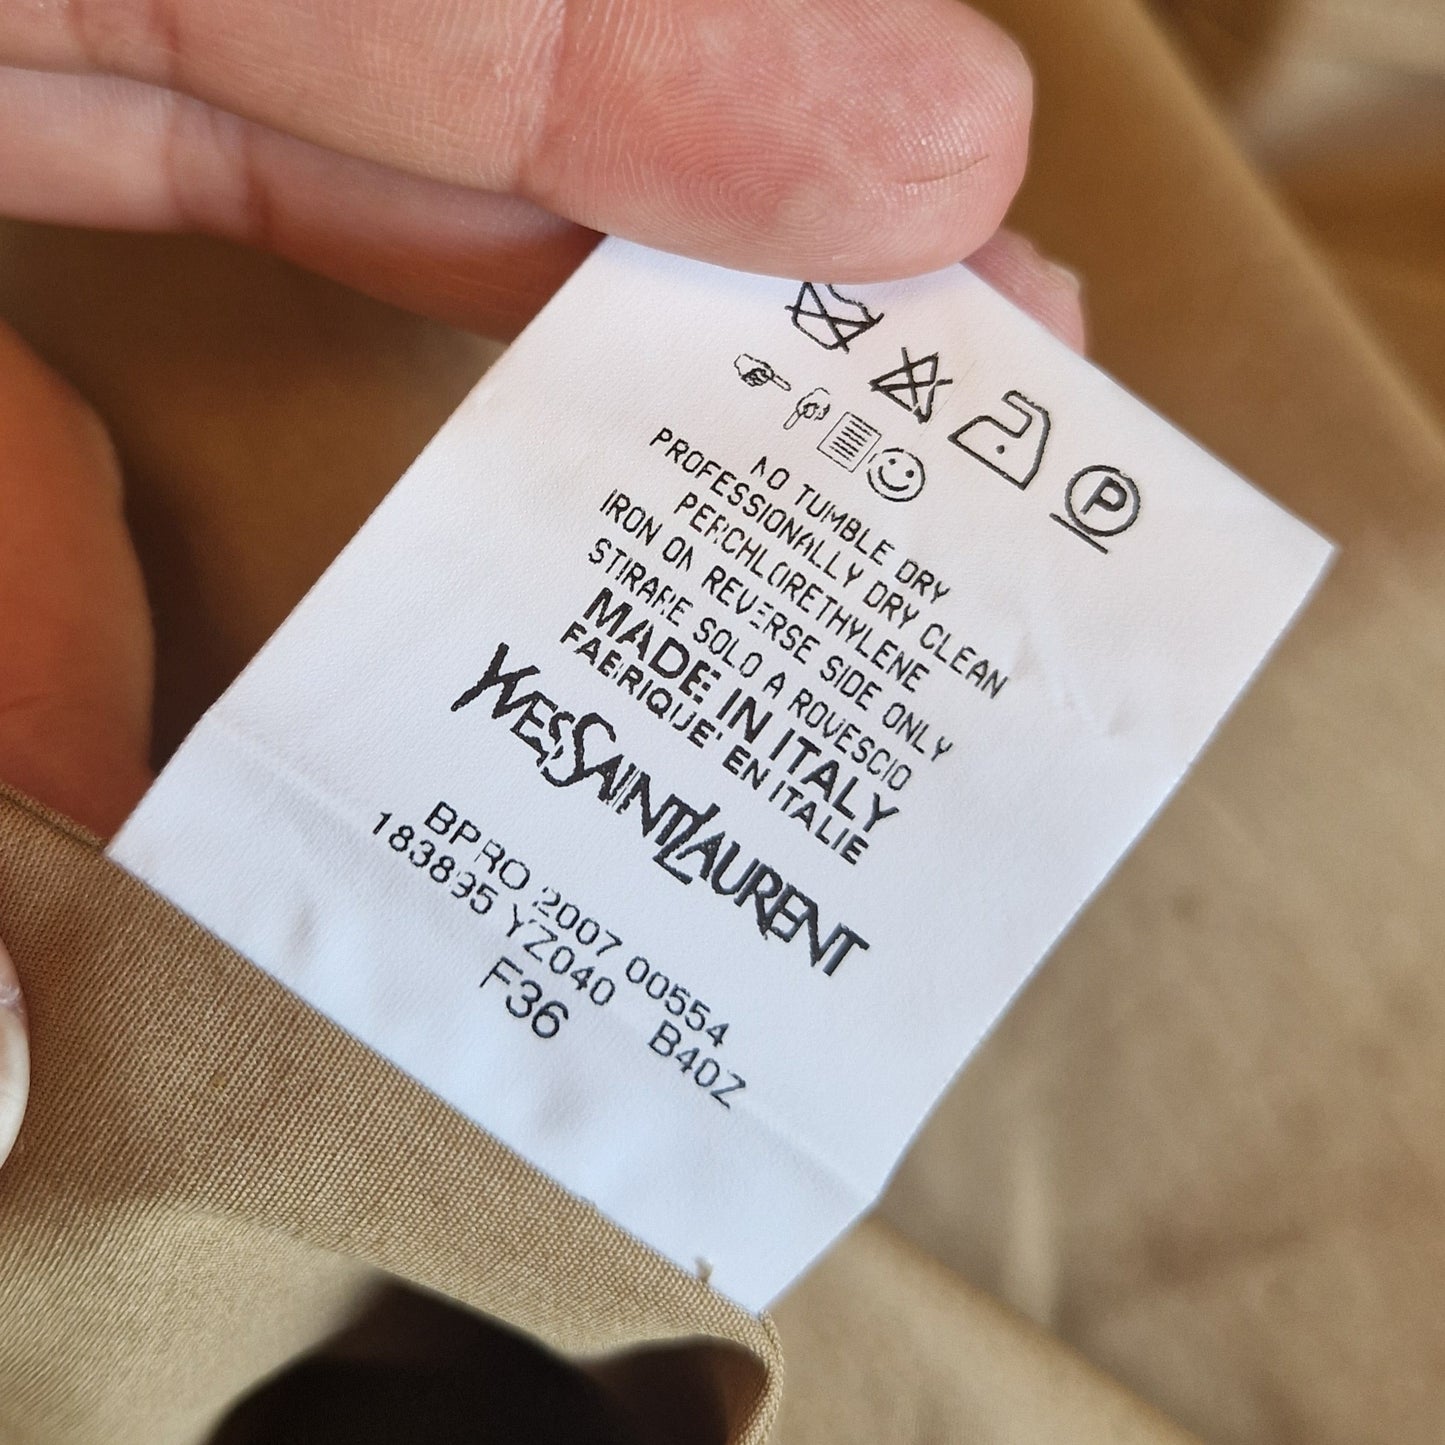 P
NO TUMBLE DRY
PROFESSIONALLY DRY CLEAN
PERCHLORETHYLENE
IRON ON REVERSE SIDE ONLY
STIRARE SOLO A ROVESCIO
MADE IN ITALY
FABRIQUE' EN ITALIE
YVESSAINTLAURENT
BPRO 2007 00554
183895 YZ040 B40Z
F36